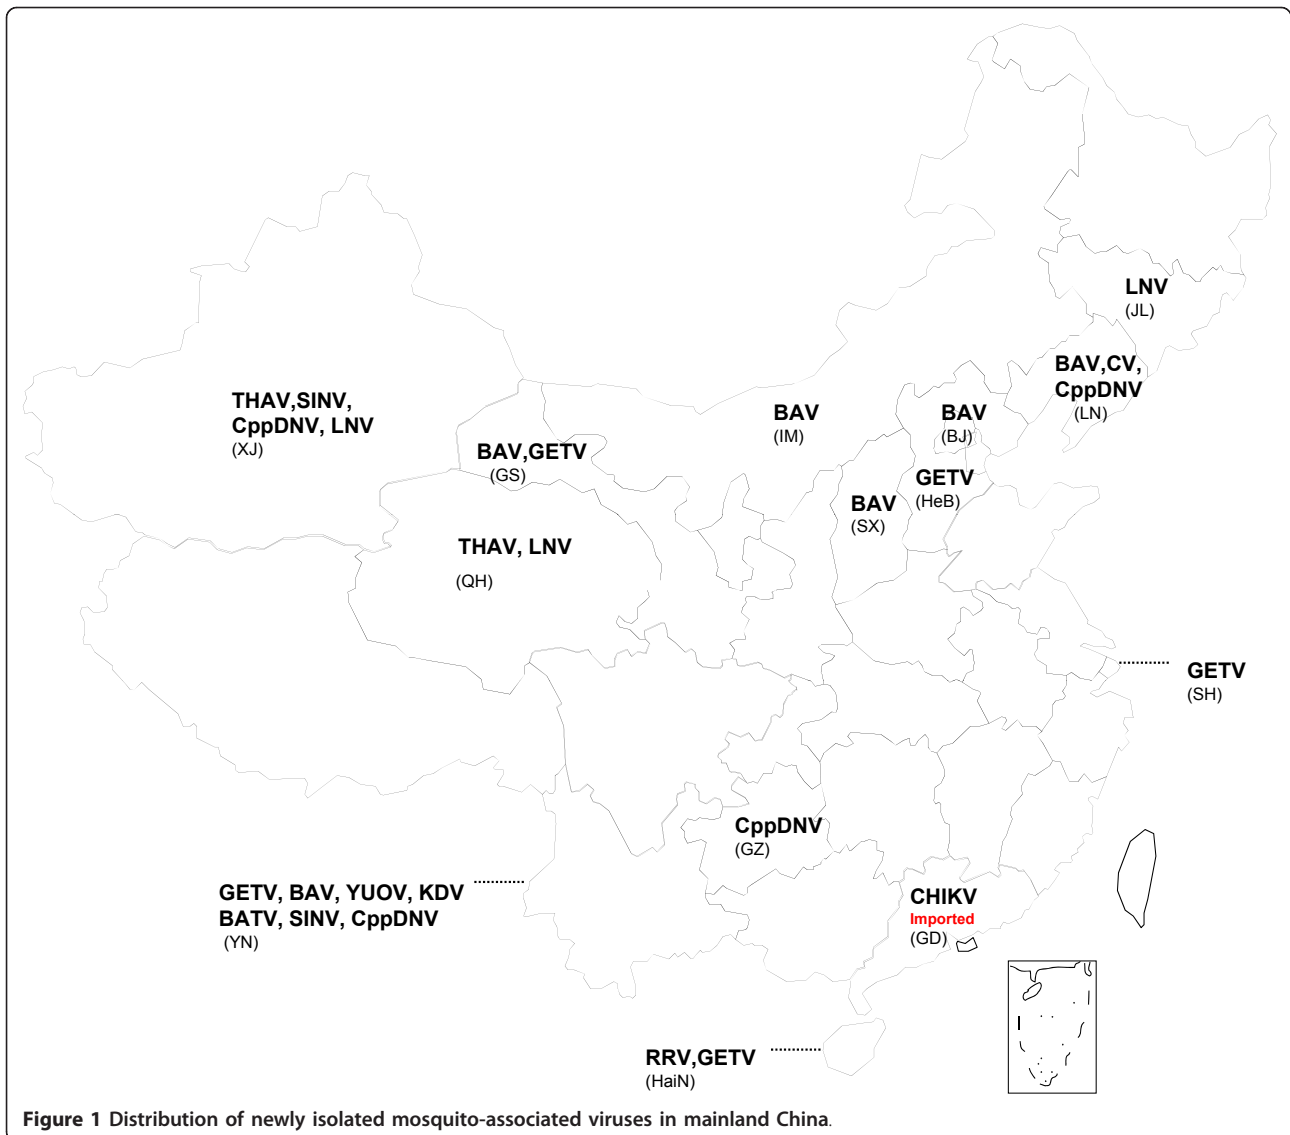 LNV
(JL)
BAV,CV,
CppDNV
(LN)
THAV,SINV,
CppDNV, LNV
(XJ)
BAV
(IM)
BAV
(BJ)
BAV,GETV
(GS)
GETV
(HeB)
BAV
(SX)
THAV, LNV
(QH)
GETV
(SH)
CppDNV
(GZ)
GETV, BAV, YUOV, KDV
BATV, SINV, CppDNV
(YN)
CHIKV
Imported
(GD)
RRV,GETV
(HaiN)
Figure 1 Distribution of newly isolated mosquito-associated viruses in mainland China.